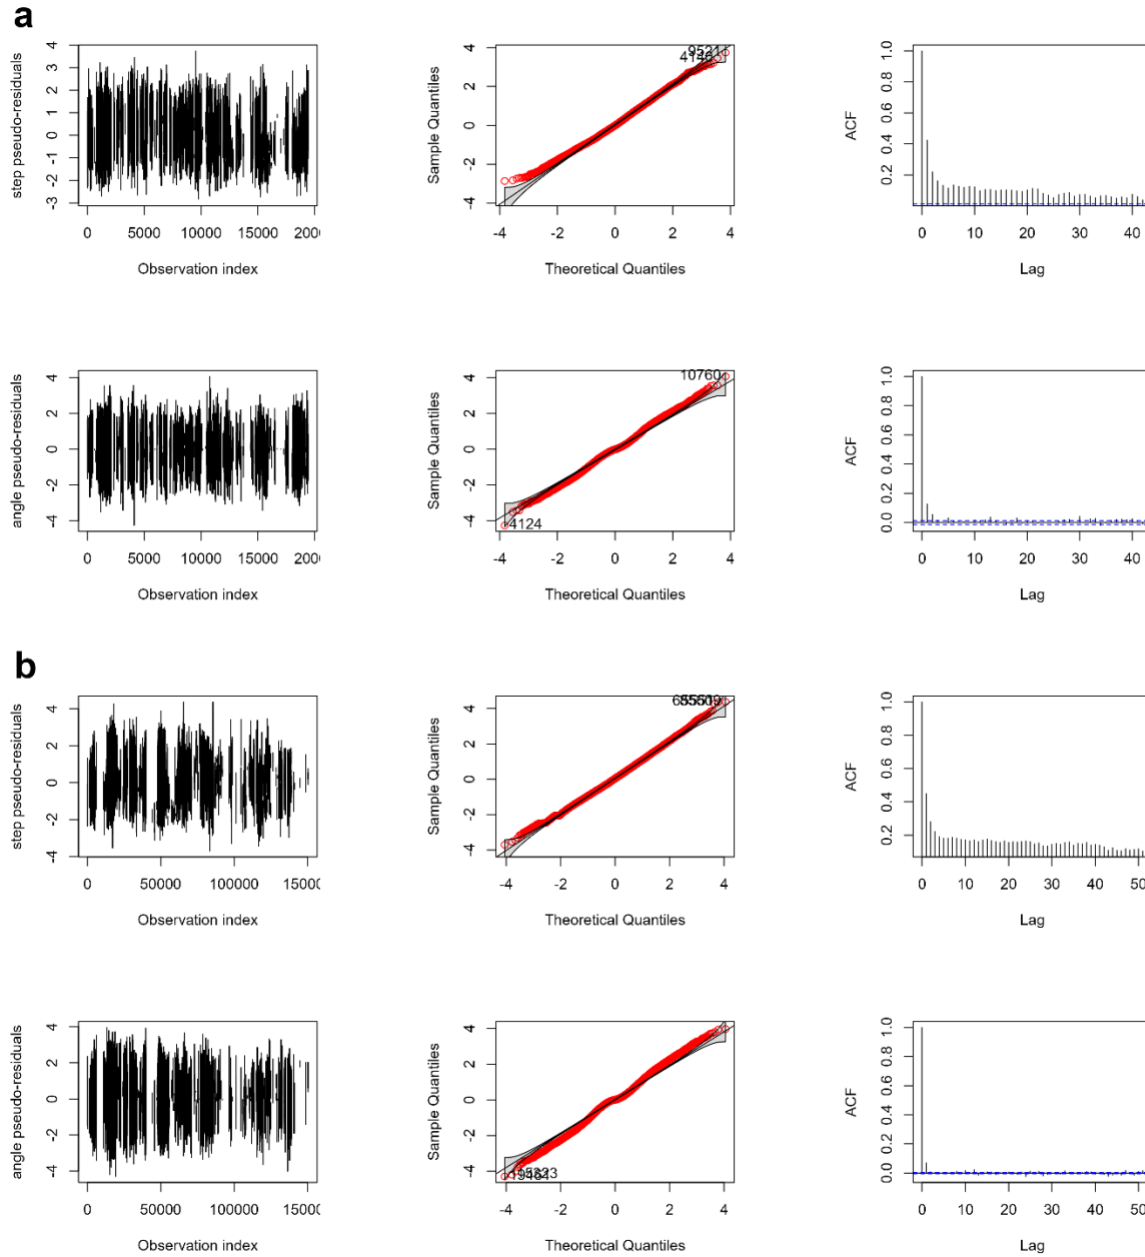 a
step pseudo-residuals
-3 -2 -1 0 1 2 3 4
0 5000 10000 15000 2000
Observation index
Sample Quantiles
-4 -2 0 2 4
9521
4146
-4 -2 0 2 4
Theoretical Quantiles
ACF
0.2 0.4 0.6 0.8 1.0
0 10 20 30 40
Lag
angle pseudo-residuals
-4 -2 0 2 4
0 5000 10000 15000 2000
Observation index
Sample Quantiles
-4 -2 0 2 4
10760
4124
-4 -2 0 2 4
Theoretical Quantiles
ACF
0.0 0.2 0.4 0.6 0.8 1.0
0 10 20 30 40
Lag
b
step pseudo-residuals
-4 -2 0 2 4
0 50000 100000 15000
Observation index
Sample Quantiles
-4 -2 0 2 4
-4 -2 0 2 4
Theoretical Quantiles
ACF
0.2 0.4 0.6 0.8 1.0
0 10 20 30 40 50
Lag
angle pseudo-residuals
-4 -2 0 2 4
0 50000 100000 15000
Observation index
Sample Quantiles
-4 -2 0 2 4
-4 -2 0 2 4
Theoretical Quantiles
ACF
0.0 0.2 0.4 0.6 0.8 1.0
0 10 20 30 40 50
Lag